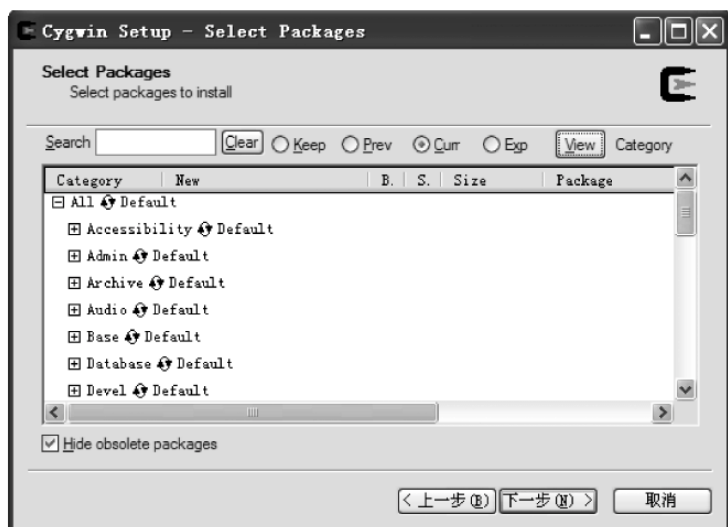 Cygwin Setup - Select Packages
Select Packages
Select packages to install
Search Clear Keep Prev Curr Exp View Category
Category New B. S. Size Package
All Default
Accessibility Default
Admin Default
Archive Default
Audio Default
Base Default
Database Default
Devel Default
Hide obsolete packages
< 上一步(B) 下一步(N) > 取消